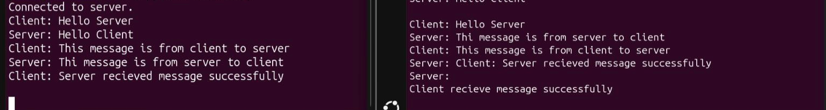 Connected to server.
Client: Hello Server
Server: Hello Client
Client: This message is from client to server
Server: Thi message is from server to client
Client: Server recieved message successfully
Server: Hello Client
Client: Hello Server
Server: Thi message is from server to client
Client: This message is from client to server
Server: Client: Server recieved message successfully
Server:
Client recieve message successfully